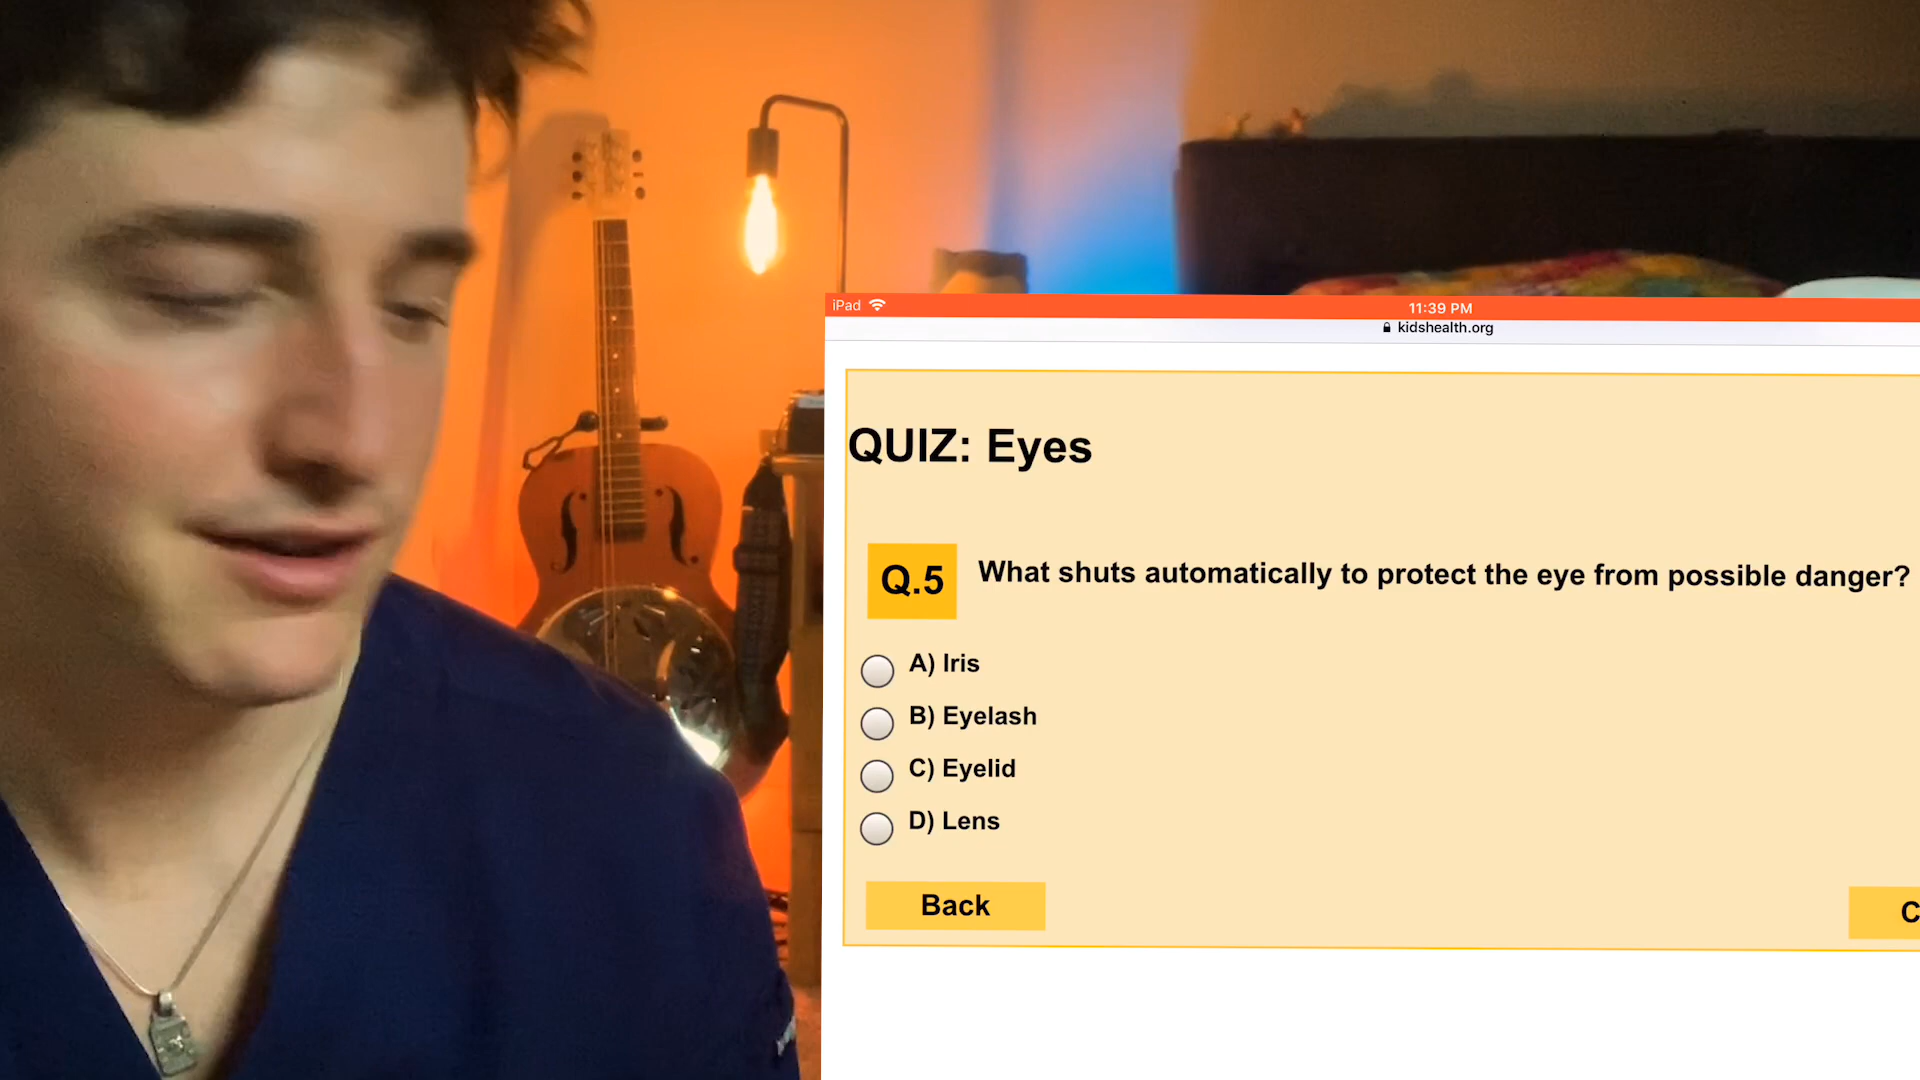 iPad 11:39 PM
kidshealth.org
QUIZ: Eyes
Q.5 What shuts automatically to protect the eye from possible danger?
A) Iris
B) Eyelash
C) Eyelid
D) Lens
Back